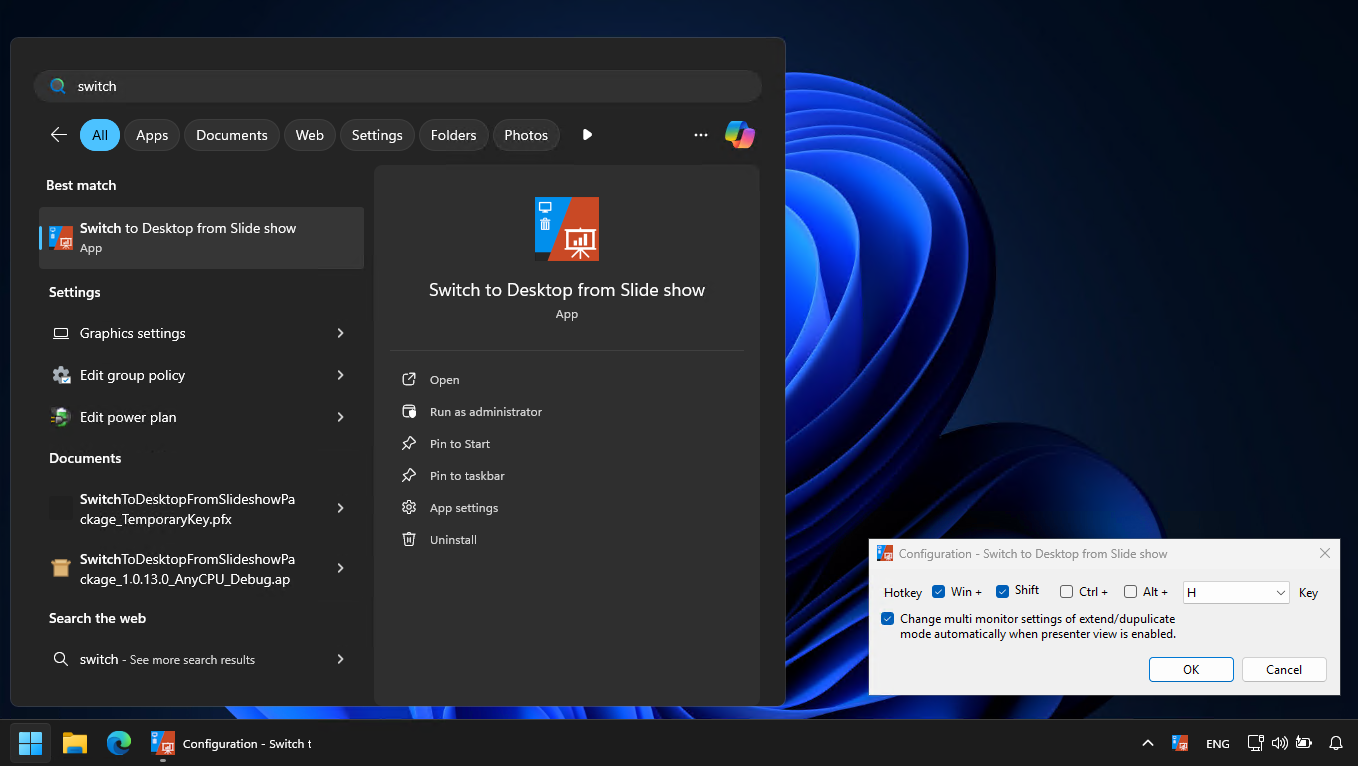 switch
All
Apps
Documents
Web
Settings
Folders
Photos
Best match
Switch to Desktop from Slide show
App
Settings
Graphics settings
Edit group policy
Edit power plan
Documents
SwitchToDesktopFromSlideshowPa
ckage_TemporaryKey.pfx
SwitchToDesktopFromSlideshowPa
ckage_1.0.13.0_AnyCPU_Debug.ap
Search the web
switch - See more search results
Switch to Desktop from Slide show
App
Open
Run as administrator
Pin to Start
Pin to taskbar
App settings
Uninstall
Configuration - Switch to Desktop from Slide show
Hotkey Win + Shift Ctrl + Alt + H Key
Change multi monitor settings of extend/dupulicate
mode automatically when presenter view is enabled.
OK
Cancel
Configuration - Switch t
ENG